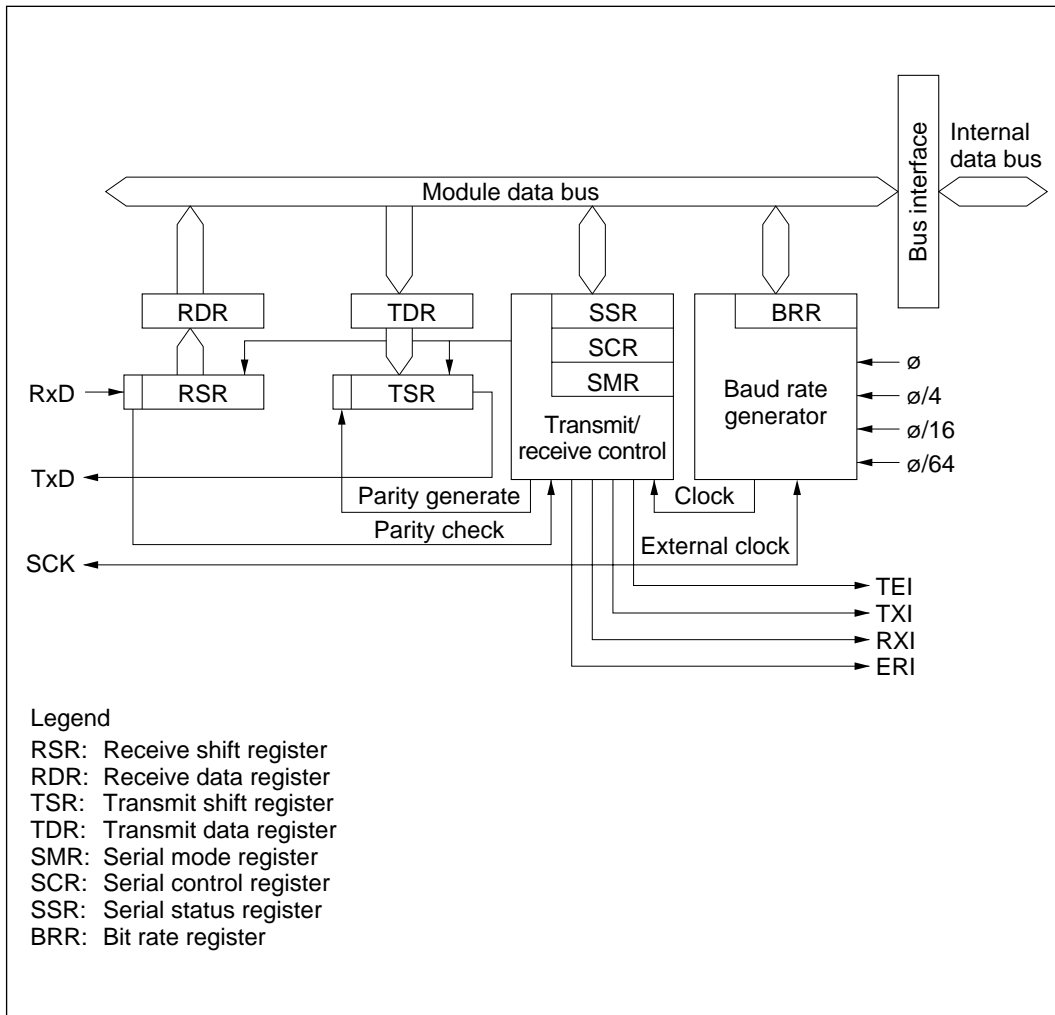 Internal
data bus
Bus interface
Module data bus
RDR
TDR
SSR
BRR
SCR
RxD
RSR
TSR
SMR
Transmit/
receive control
Baud rate
generator
ø
ø/4
ø/16
ø/64
TxD
Parity generate
Clock
Parity check
External clock
SCK
TEI
TXI
RXI
ERI
Legend
RSR: Receive shift register
RDR: Receive data register
TSR: Transmit shift register
TDR: Transmit data register
SMR: Serial mode register
SCR: Serial control register
SSR: Serial status register
BRR: Bit rate register